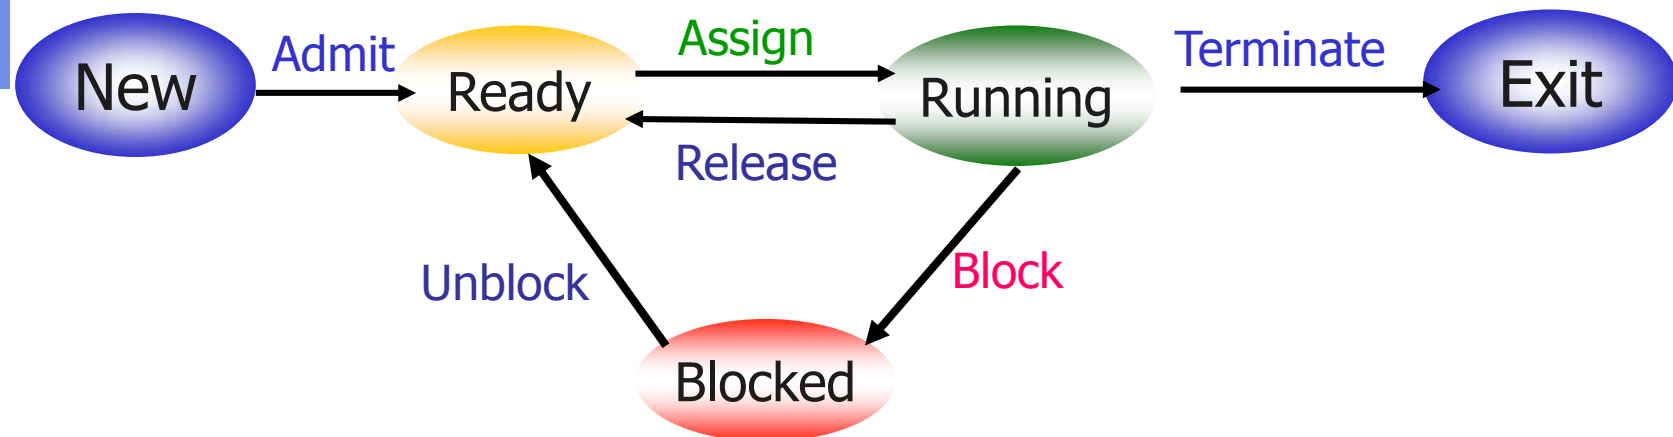 New
Admit
Ready
Assign
Release
Running
Terminate
Exit
Unblock
Block
Blocked